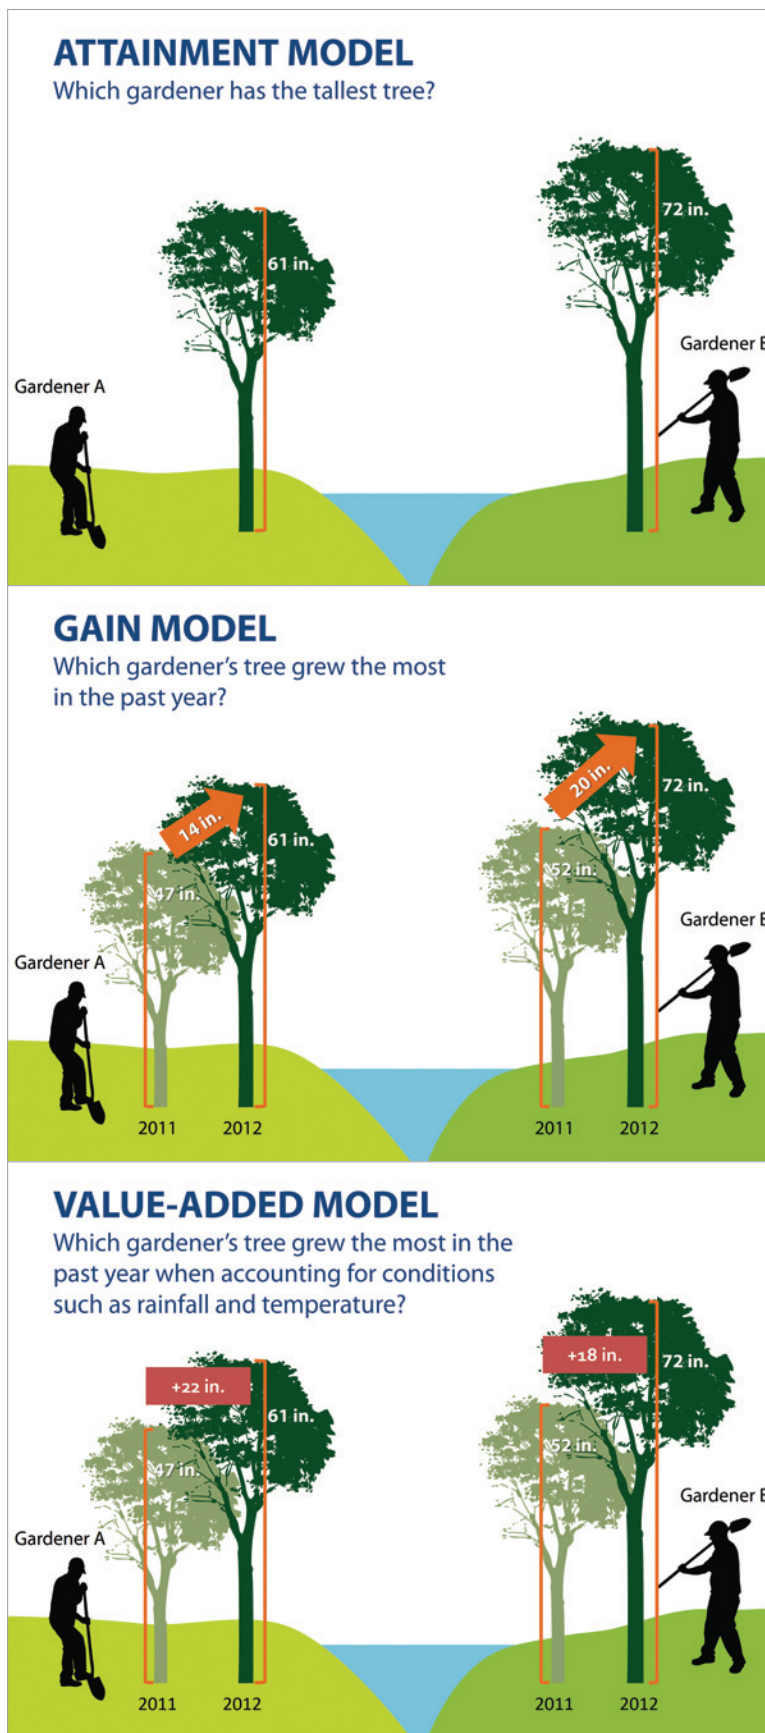 ATTAINMENT MODEL
Which gardener has the tallest tree?
61 in.
72 in.
Gardener A
Gardener
GAIN MODEL
Which gardener's tree grew the most
in the past year?
14 in.
20 in.
61 in.
72 in.
47 in.
52 in.
Gardener A
Gardener
2011
2012
2011
2012
VALUE-ADDED MODEL
Which gardener's tree grew the most in the
past year when accounting for conditions
such as rainfall and temperature?
+22 in.
+18 in.
61 in.
72 in.
47 in.
52 in.
Gardener A
Gardener
2011
2012
2011
2012